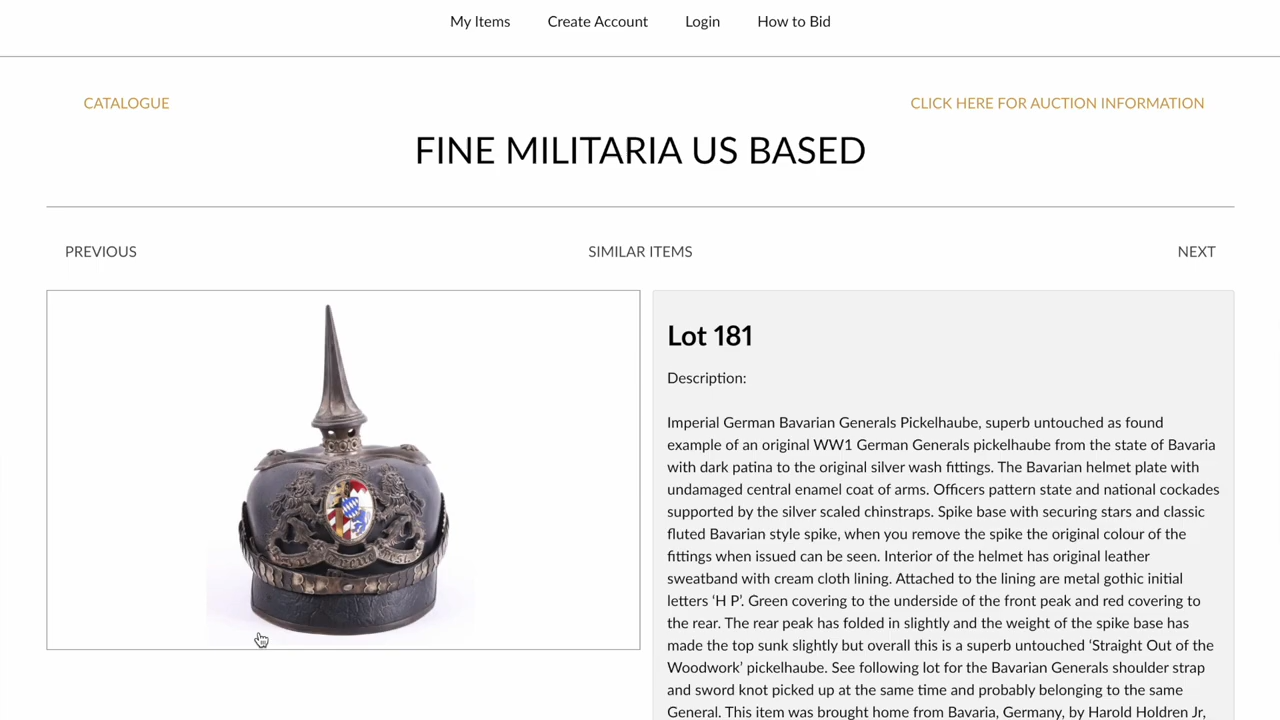 My Items Create Account Login How to Bid
CATALOGUE CLICK HERE FOR AUCTION INFORMATION
FINE MILITARIA US BASED
PREVIOUS SIMILAR ITEMS NEXT
Lot 181
Description:
Imperial German Bavarian Generals Pickelhaube, superb untouched as found
example of an original WW1 German Generals pickelhaube from the state of Bavaria
with dark patina to the original silver wash fittings. The Bavarian helmet plate with
undamaged central enamel coat of arms. Officers pattern state and national cockades
supported by the silver scaled chinstraps. Spike base with securing stars and classic
fluted Bavarian style spike, when you remove the spike the original colour of the
fittings when issued can be seen. Interior of the helmet has original leather
sweatband with cream cloth lining. Attached to the lining are metal gothic initial
letters ‘H P’. Green covering to the underside of the front peak and red covering to
the rear. The rear peak has folded in slightly and the weight of the spike base has
made the top sunk slightly but overall this is a superb untouched ‘Straight Out of the
Woodwork’ pickelhaube. See following lot for the Bavarian Generals shoulder strap
and sword knot picked up at the same time and probably belonging to the same
General. This item was brought home from Bavaria, Germany, by Harold Holdren Jr,